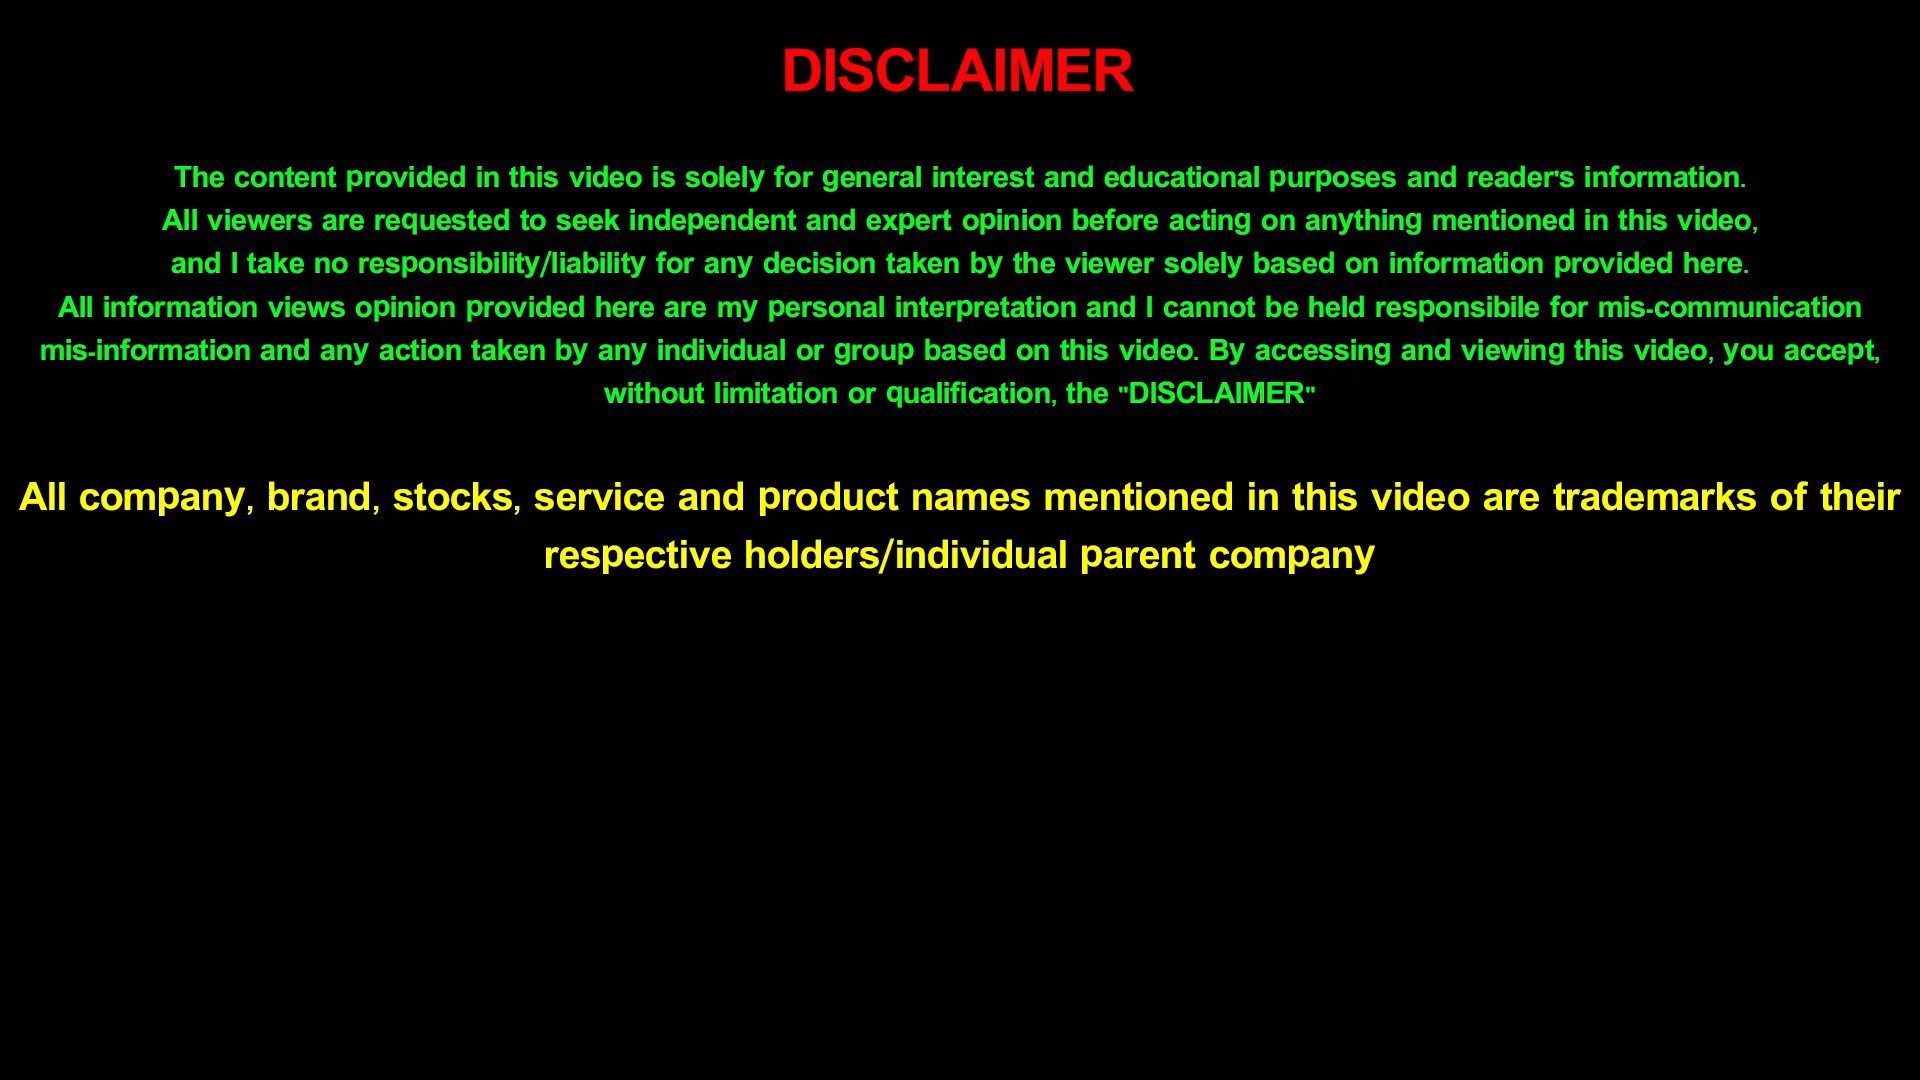 DISCLAIMER
The content provided in this video is solely for general interest and educational purposes and reader's information.
All viewers are requested to seek independent and expert opinion before acting on anything mentioned in this video,
and I take no responsibility/liability for any decision taken by the viewer solely based on information provided here.
All information views opinion provided here are my personal interpretation and I cannot be held responsibile for mis-communication
mis-information and any action taken by any individual or group based on this video. By accessing and viewing this video, you accept,
without limitation or qualification, the "DISCLAIMER"
All company, brand, stocks, service and product names mentioned in this video are trademarks of their
respective holders/individual parent company